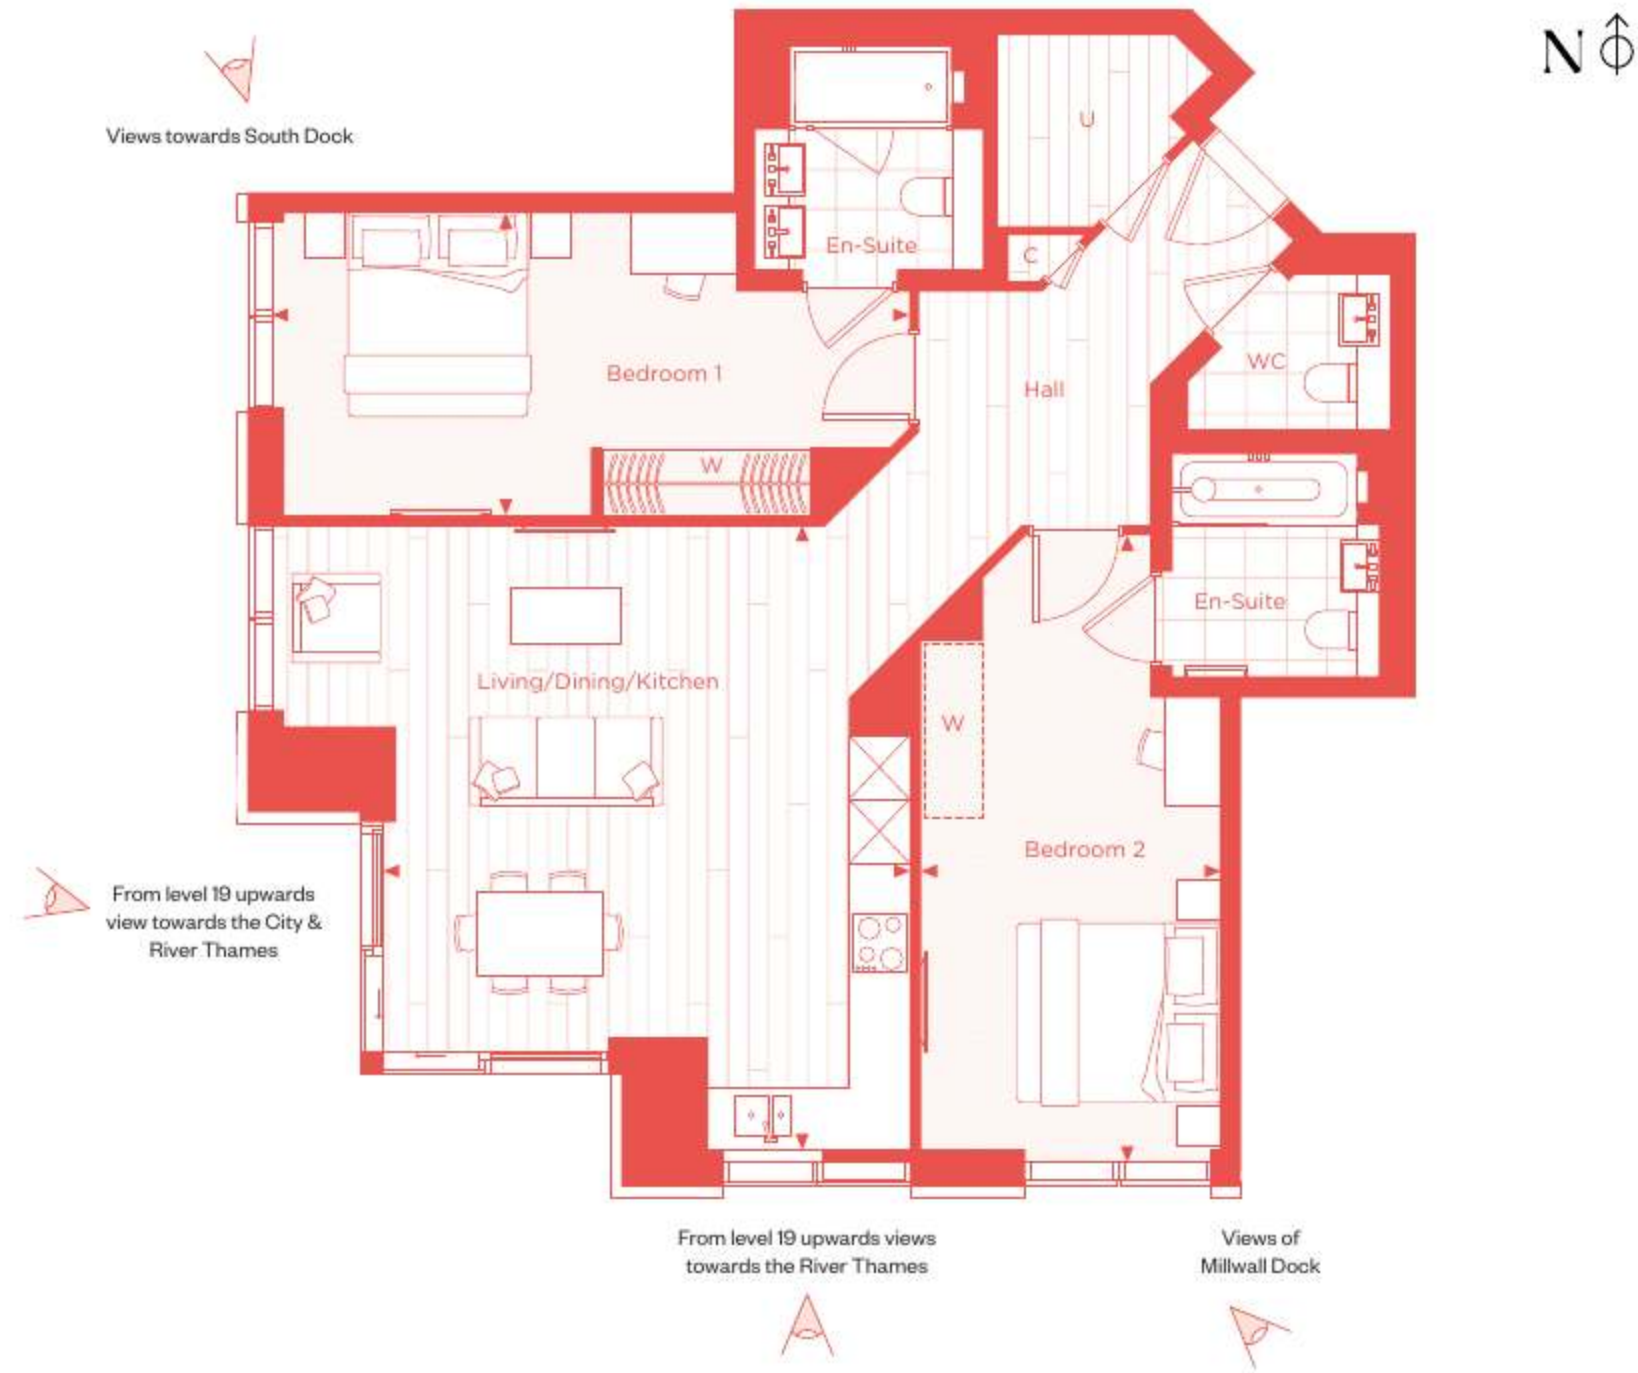 N
Views towards South Dock
U
En-Suite
C
Bedroom 1
WC
Hall
W
En-Suite
Living/Dining/Kitchen
W
Bedroom 2
From level 19 upwards
view towards the City &
River Thames
From level 19 upwards views
towards the River Thames
Views of
Millwall Dock